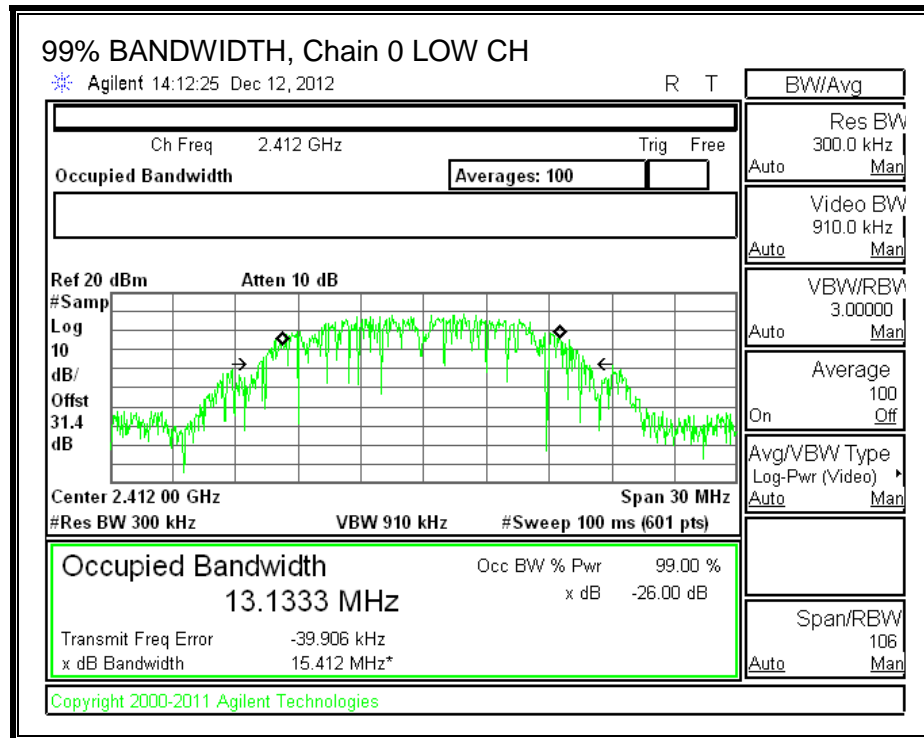 99% BANDWIDTH, Chain 0 LOW CH
Agilent 14:12:25 Dec 12, 2012 R T
BW/Avg
Ch Freq 2.412 GHz Trig Free
Occupied Bandwidth Averages: 100
Res BW
300.0 kHz
Auto Man
Video BW
910.0 kHz
Auto Man
VBW/RBW
3.00000
Auto Man
Average
100
On Off
Avg/VBW Type
Log-Pwr (Video)
Auto Man
Span/RBW
106
Auto Man
Ref 20 dBm Atten 10 dB
#Samp
Log
10
dB/
Offst
31.4
dB
Center 2.412 00 GHz Span 30 MHz
#Res BW 300 kHz VBW 910 kHz #Sweep 100 ms (601 pts)
Occupied Bandwidth Occ BW % Pwr 99.00 %
13.1333 MHz x dB -26.00 dB
Transmit Freq Error -39.906 kHz
x dB Bandwidth 15.412 MHz*
Copyright 2000-2011 Agilent Technologies